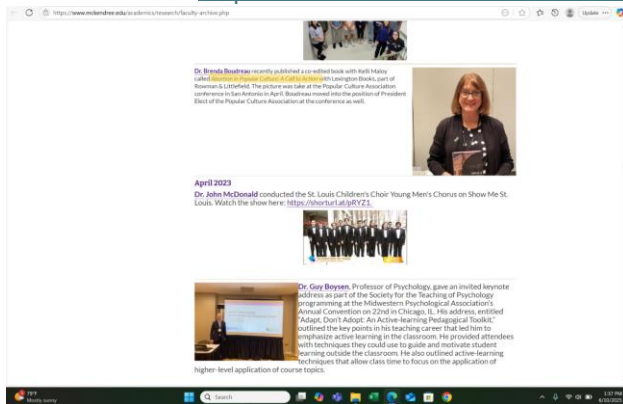 https://www.mckendree.edu/academics/research/faculty-archive.php
Update
Dr. Brenda Boudreau recently published a co-edited book with Kelli Maloy
called Abortion in Popular Culture: A Call to Action with Lexington Books, part of
Rowman & Littlefield. The picture was take at the Popular Culture Association
conference in San Antonio in April. Boudreau moved into the position of President
Elect of the Popular Culture Association at the conference as well.
April 2023
Dr. John McDonald conducted the St. Louis Children's Choir Young Men's Chorus on Show Me St.
Louis. Watch the show here: https://shorturl.at/pRYZ1.
Dr. Guy Boysen, Professor of Psychology, gave an invited keynote
address as part of the Society for the Teaching of Psychology
programming at the Midwestern Psychological Association's
Annual Convention on 22nd in Chicago, IL. His address, entitled
"Adapt, Don't Adopt: An Active-learning Pedagogical Toolkit,"
outlined the key points in his teaching career that led him to
emphasize active learning in the classroom. He provided attendees
with techniques they could use to guide and motivate student
learning outside the classroom. He also outlined active-learning
techniques that allow class time to focus on the application of
higher-level application of course topics.
Mostly sunny
Search
1:37 PM
6/10/2025